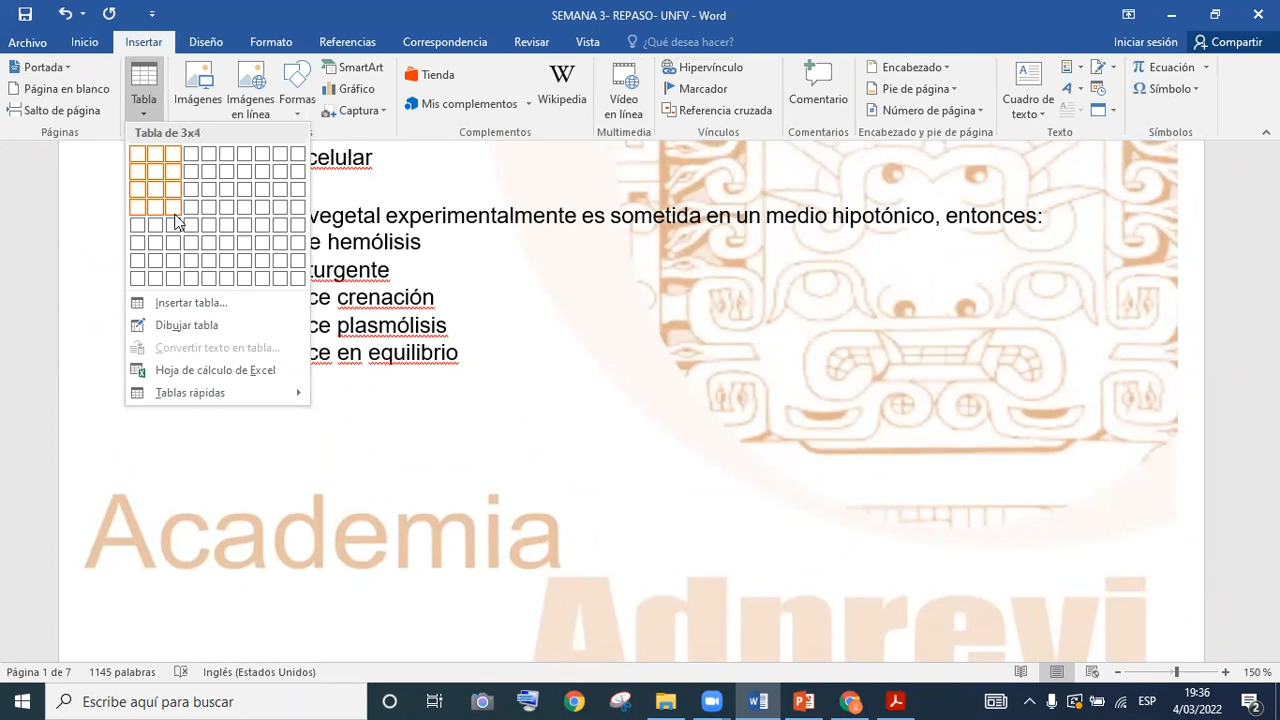 SEMANA 3- REPASO- UNFV - Word
Archivo Inicio Insertar Diseño Formato Referencias Correspondencia Revisar Vista ¿Qué desea hacer? Iniciar sesión Compartir
Portada
Página en blanco
Salto de página
Páginas
Tabla
Imágenes
Imágenes en línea
Formas
SmartArt
Gráfico
Captura
Tienda
Mis complementos
Wikipedia
Complementos
Vídeo en línea
Multimedia
Hipervínculo
Marcador
Referencia cruzada
Vínculos
Comentario
Comentarios
Encabezado
Pie de página
Número de página
Encabezado y pie de página
Cuadro de texto
Texto
Ecuación
Símbolo
Símbolos
Tabla de 3x4
Insertar tabla...
Dibujar tabla
Convertir texto en tabla...
Hoja de cálculo de Excel
Tablas rápidas
celular
vegetal experimentalmente es sometida en un medio hipotónico, entonces:
e hemólisis
turgente
ce crenación
ce plasmólisis
ce en equilibrio
Academia
Adprevi
Página 1 de 7 1145 palabras Inglés (Estados Unidos) 150 %
Escribe aquí para buscar
ESP
19:36
4/03/2022
2